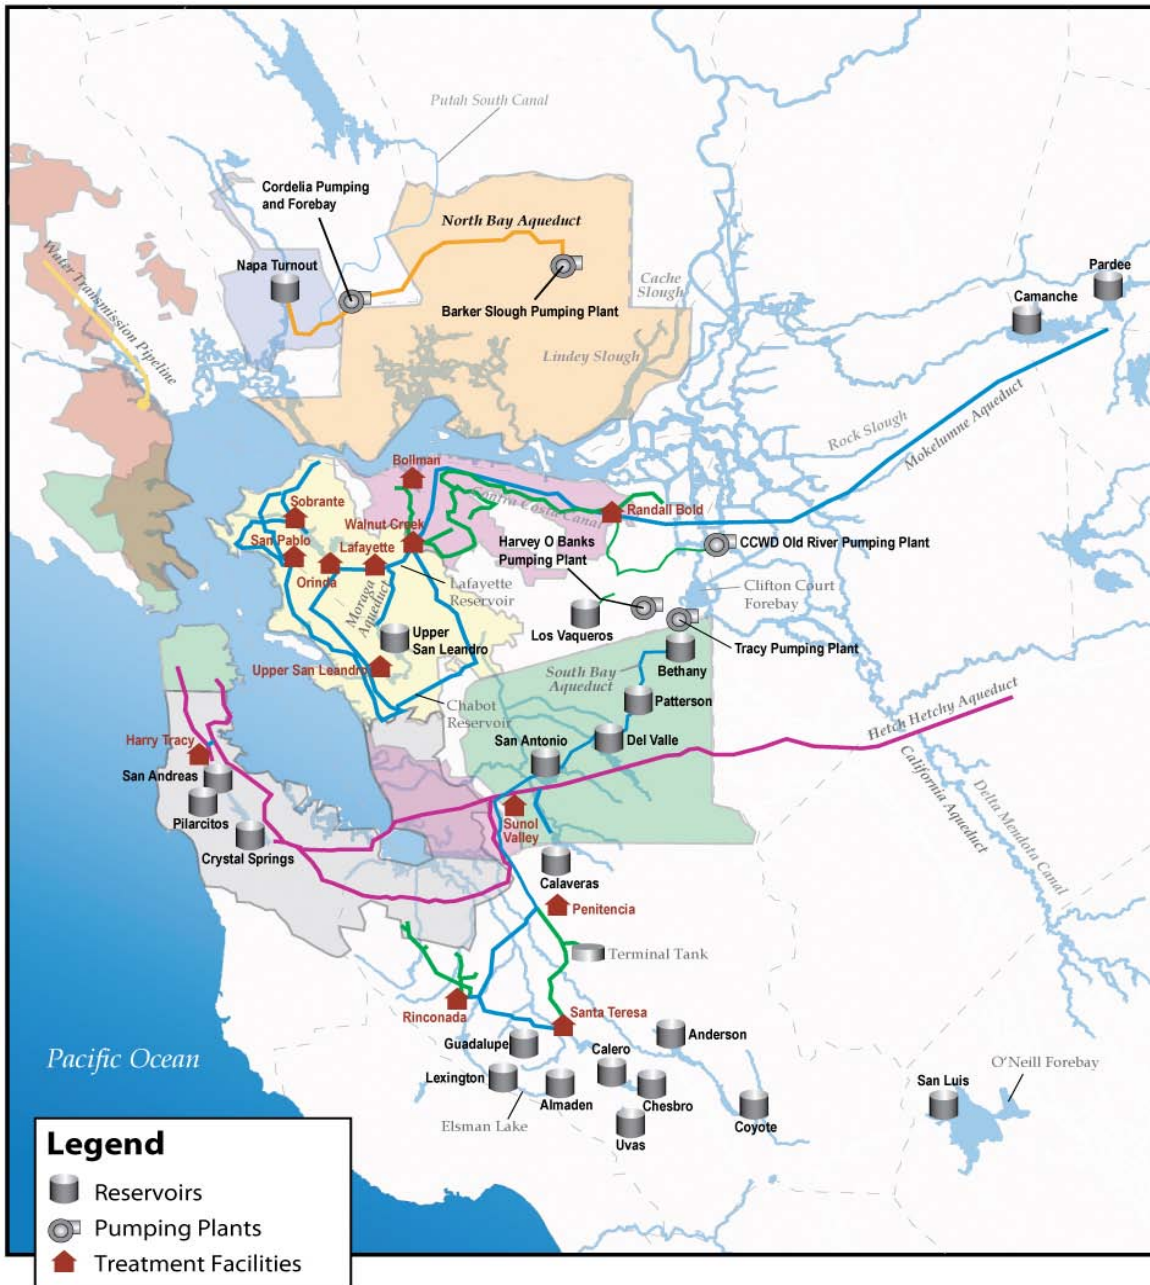 Putah South Canal
Cordelia Pumping
and Forebay
North Bay Aqueduct
Napa Turnout
Cache
Slough
Pardee
Camanche
Water Transmission Pipeline
Barker Slough Pumping Plant
Lindey Slough
Rock Slough
Mokelumne Aqueduct
Bollman
Contra Costa Canal
Sobrante
Randall Bold
Walnut Creek
San Pablo
Lafayette
Harvey O Banks
Pumping Plant
CCWD Old River Pumping Plant
Orinda
Moraga
Aqueduct
Lafayette
Reservoir
Clifton Court
Forebay
Los Vaqueros
Upper
San Leandro
Tracy Pumping Plant
Upper San Leandro
South Bay
Aqueduct
Bethany
Patterson
Chabot
Reservoir
Hetch Hetchy Aqueduct
Harry Tracy
San Antonio
Del Valle
San Andreas
California Aqueduct
Delta Mendota Canal
Pilarcitos
Sunol
Valley
Crystal Springs
Calaveras
Penitencia
Terminal Tank
Rinconada
Santa Teresa
Guadalupe
Anderson
Calero
Pacific Ocean
Lexington
Almaden
Chesbro
San Luis
O'Neill Forebay
Elsman Lake
Uvas
Coyote
Legend
Reservoirs
Pumping Plants
Treatment Facilities